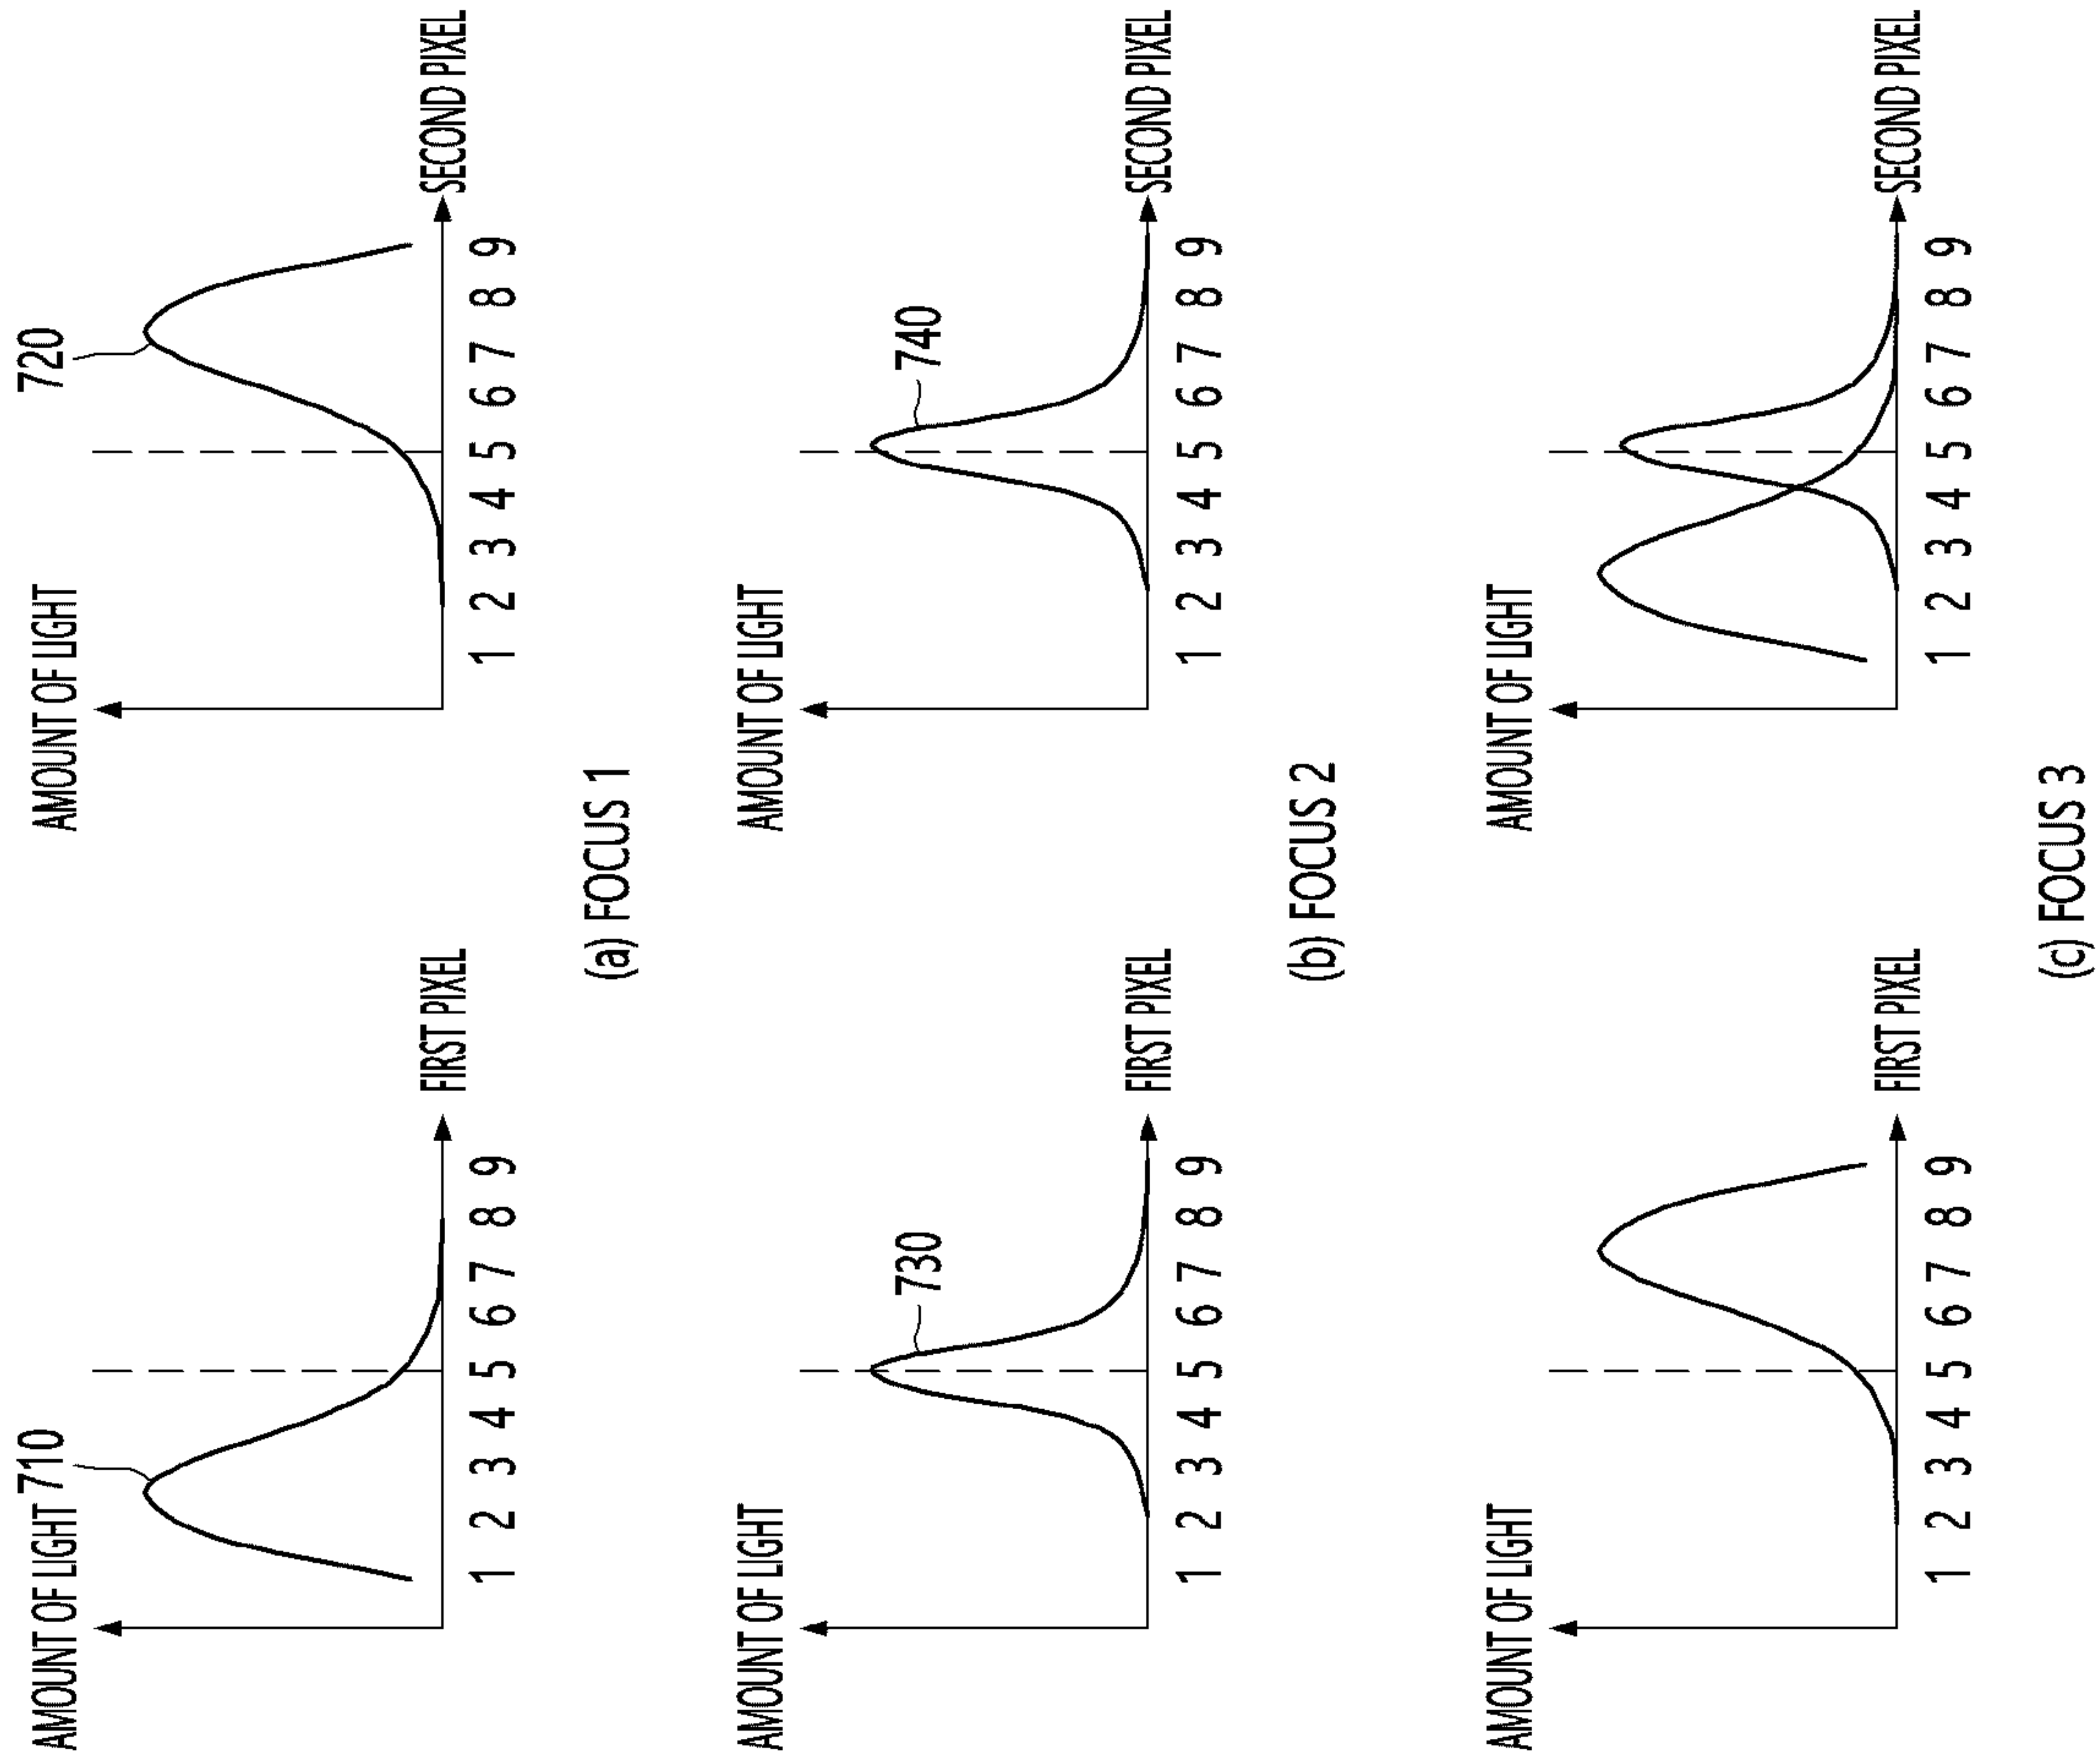 AMOUNT OF LIGHT
710
1 2 3 4 5 6 7 8 9
FIRST PIXEL
AMOUNT OF LIGHT
720
1 2 3 4 5 6 7 8 9
SECOND PIXEL
(a) FOCUS 1
AMOUNT OF LIGHT
730
1 2 3 4 5 6 7 8 9
FIRST PIXEL
AMOUNT OF LIGHT
740
1 2 3 4 5 6 7 8 9
SECOND PIXEL
(b) FOCUS 2
AMOUNT OF LIGHT
1 2 3 4 5 6 7 8 9
FIRST PIXEL
AMOUNT OF LIGHT
1 2 3 4 5 6 7 8 9
SECOND PIXEL
(c) FOCUS 3